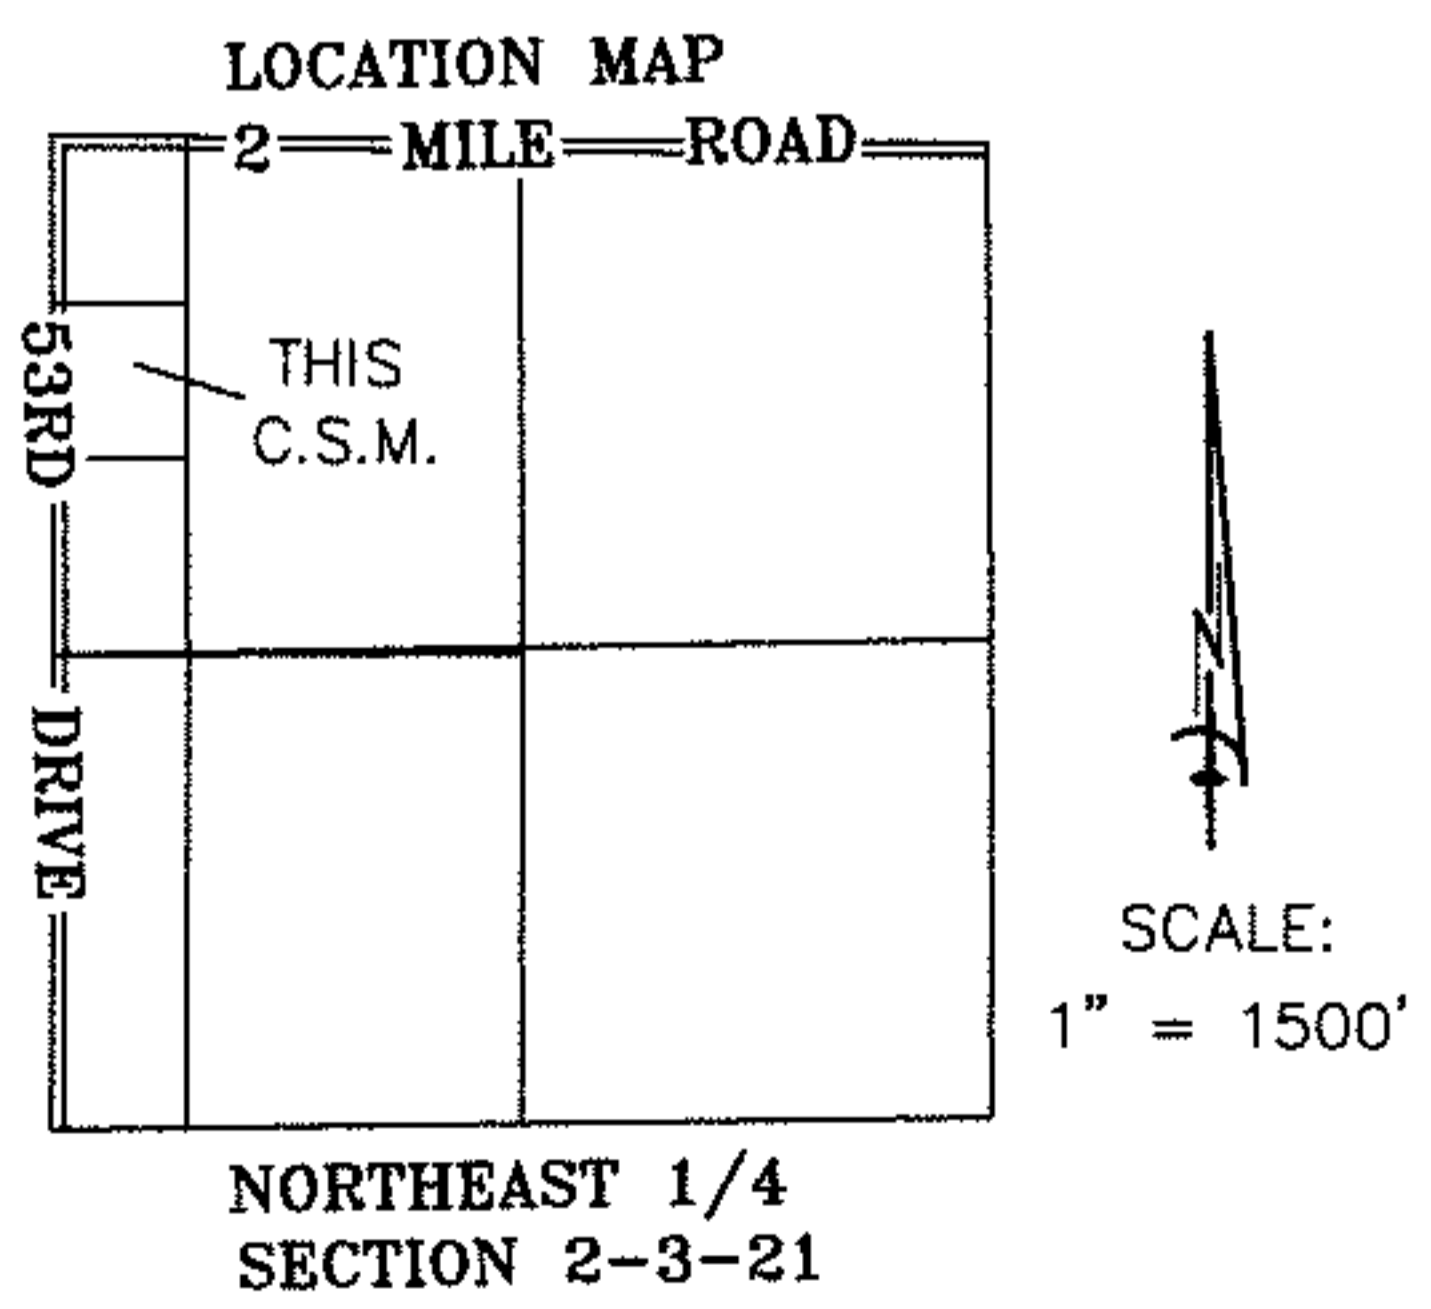 LOCATION MAP
2 MILE ROAD
53RD DRIVE
THIS
C.S.M.
N
SCALE:
1" = 1500'
NORTHEAST 1/4
SECTION 2-3-21